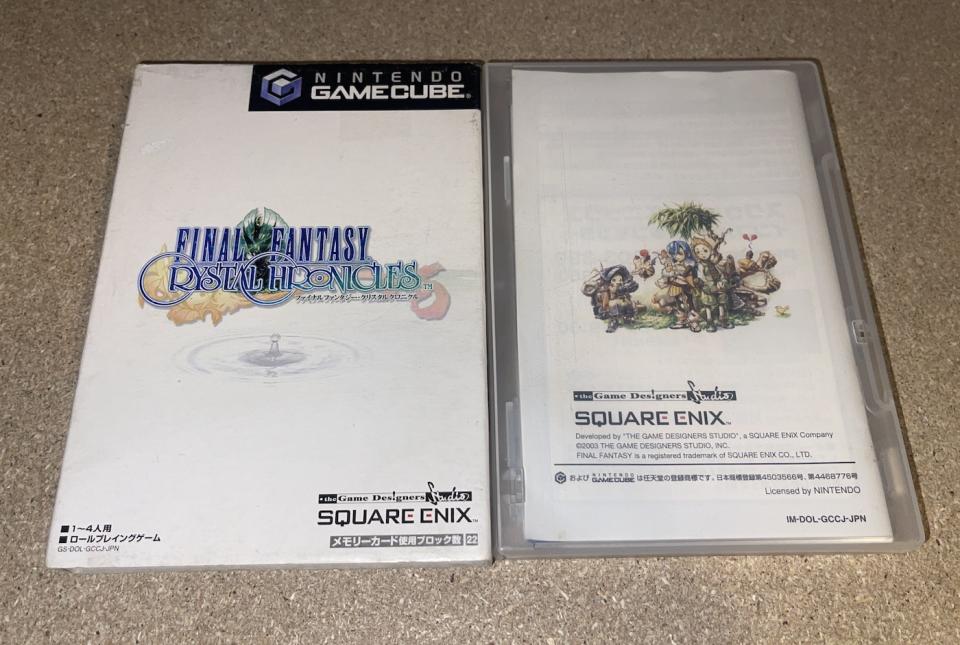 NINTENDO
GAMECUBE
FINAL FANTASY
CRYSTAL CHRONICLES™
ファイナルファンタジー・クリスタルクロニクル
the Game Designers Studio
SQUARE ENIX™
メモリーカード使用ブロック数 22
■1〜4人用
■ロールプレイングゲーム
GS-DOL-GCCJ-JPN
the Game Designers Studio
SQUARE ENIX™
Developed by "THE GAME DESIGNERS STUDIO", a SQUARE ENIX Company
©2003 THE GAME DESIGNERS STUDIO, INC.
FINAL FANTASY is a registered trademark of SQUARE ENIX CO., LTD.
および NINTENDO GAMECUBE は任天堂の登録商標です。日本商標登録第4503566号、第4468776号
Licensed by NINTENDO
IM-DOL-GCCJ-JPN